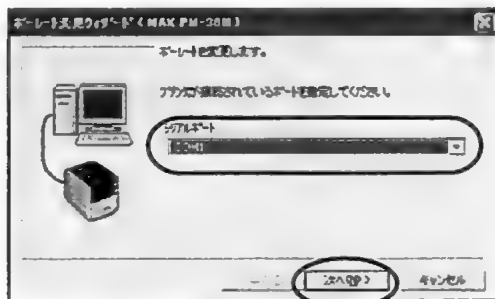 ボーレート変更ウィザード（MAX PM-36H）
ボーレートを変更します。
プリンタが接続されているポートを指定してください。
シリアルポート
COM1
次へ(N) >
キャンセル